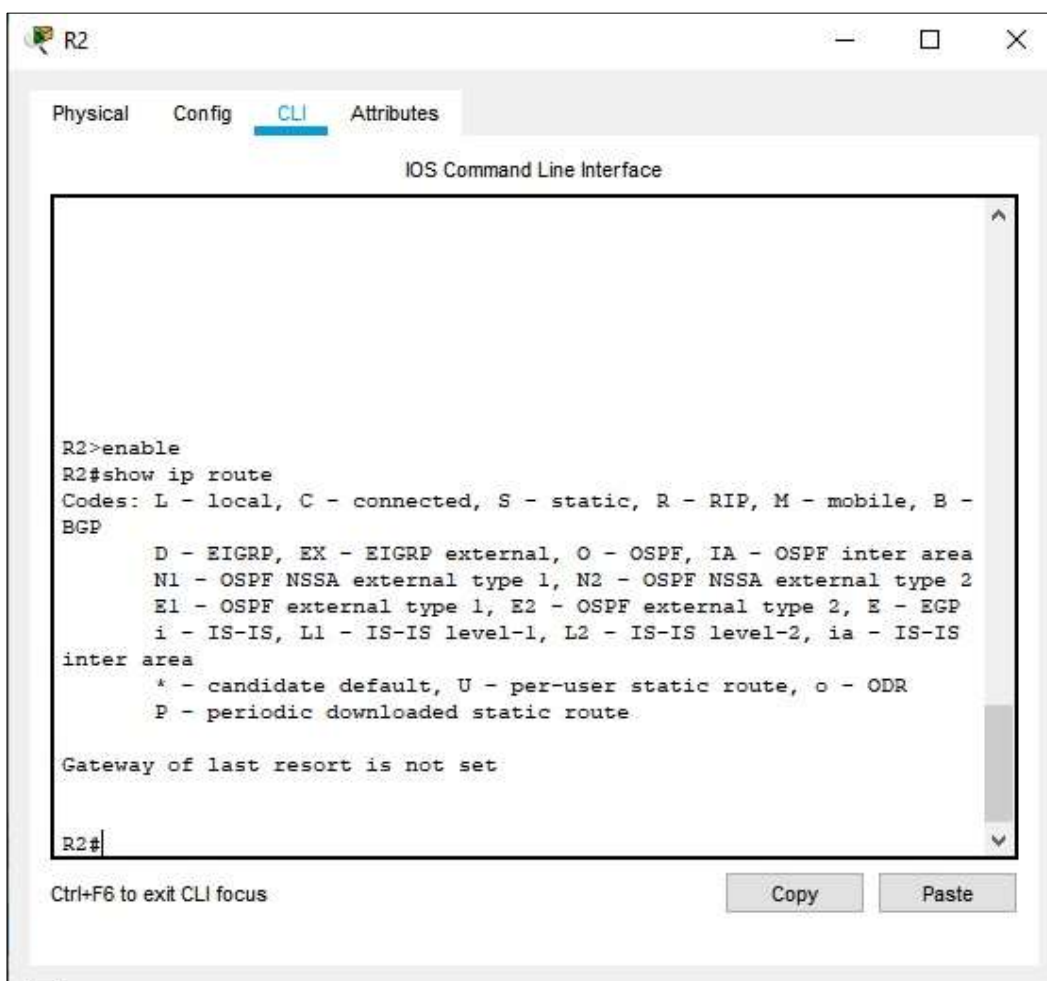 R2
Physical Config CLI Attributes
IOS Command Line Interface
R2>enable
R2#show ip route
Codes: L - local, C - connected, S - static, R - RIP, M - mobile, B -
BGP
D - EIGRP, EX - EIGRP external, O - OSPF, IA - OSPF inter area
N1 - OSPF NSSA external type 1, N2 - OSPF NSSA external type 2
E1 - OSPF external type 1, E2 - OSPF external type 2, E - EGP
i - IS-IS, L1 - IS-IS level-1, L2 - IS-IS level-2, ia - IS-IS
inter area
* - candidate default, U - per-user static route, o - ODR
P - periodic downloaded static route
Gateway of last resort is not set
R2#
Ctrl+F6 to exit CLI focus
Copy Paste